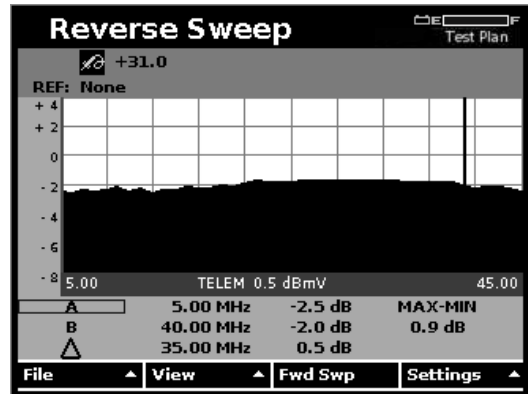 Reverse Sweep
E F
Test Plan
+31.0
REF: None
+ 4
+ 2
0
- 2
- 4
- 6
- 8
5.00 TELEM 0.5 dBmV 45.00
A 5.00 MHz -2.5 dB MAX-MIN
B 40.00 MHz -2.0 dB 0.9 dB
Δ 35.00 MHz 0.5 dB
File View Fwd Swp Settings